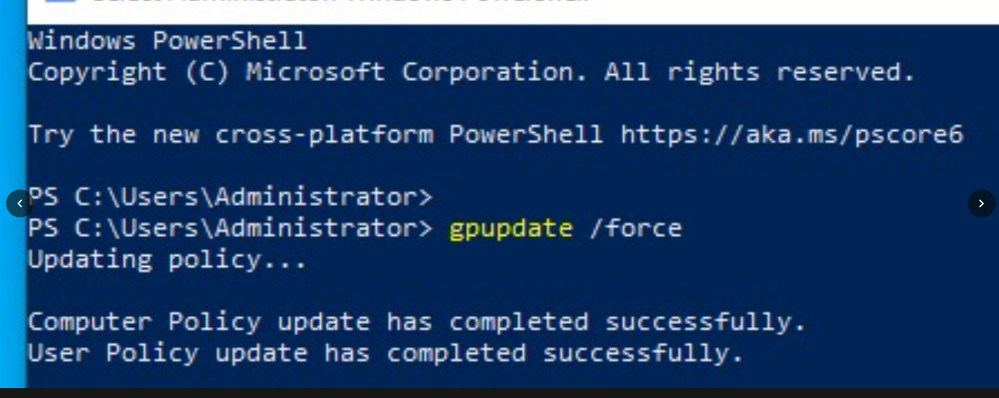 Windows PowerShell
Copyright (C) Microsoft Corporation. All rights reserved.
Try the new cross-platform PowerShell https://aka.ms/pscore6
PS C:\Users\Administrator>
PS C:\Users\Administrator> gpupdate /force
Updating policy...
Computer Policy update has completed successfully.
User Policy update has completed successfully.